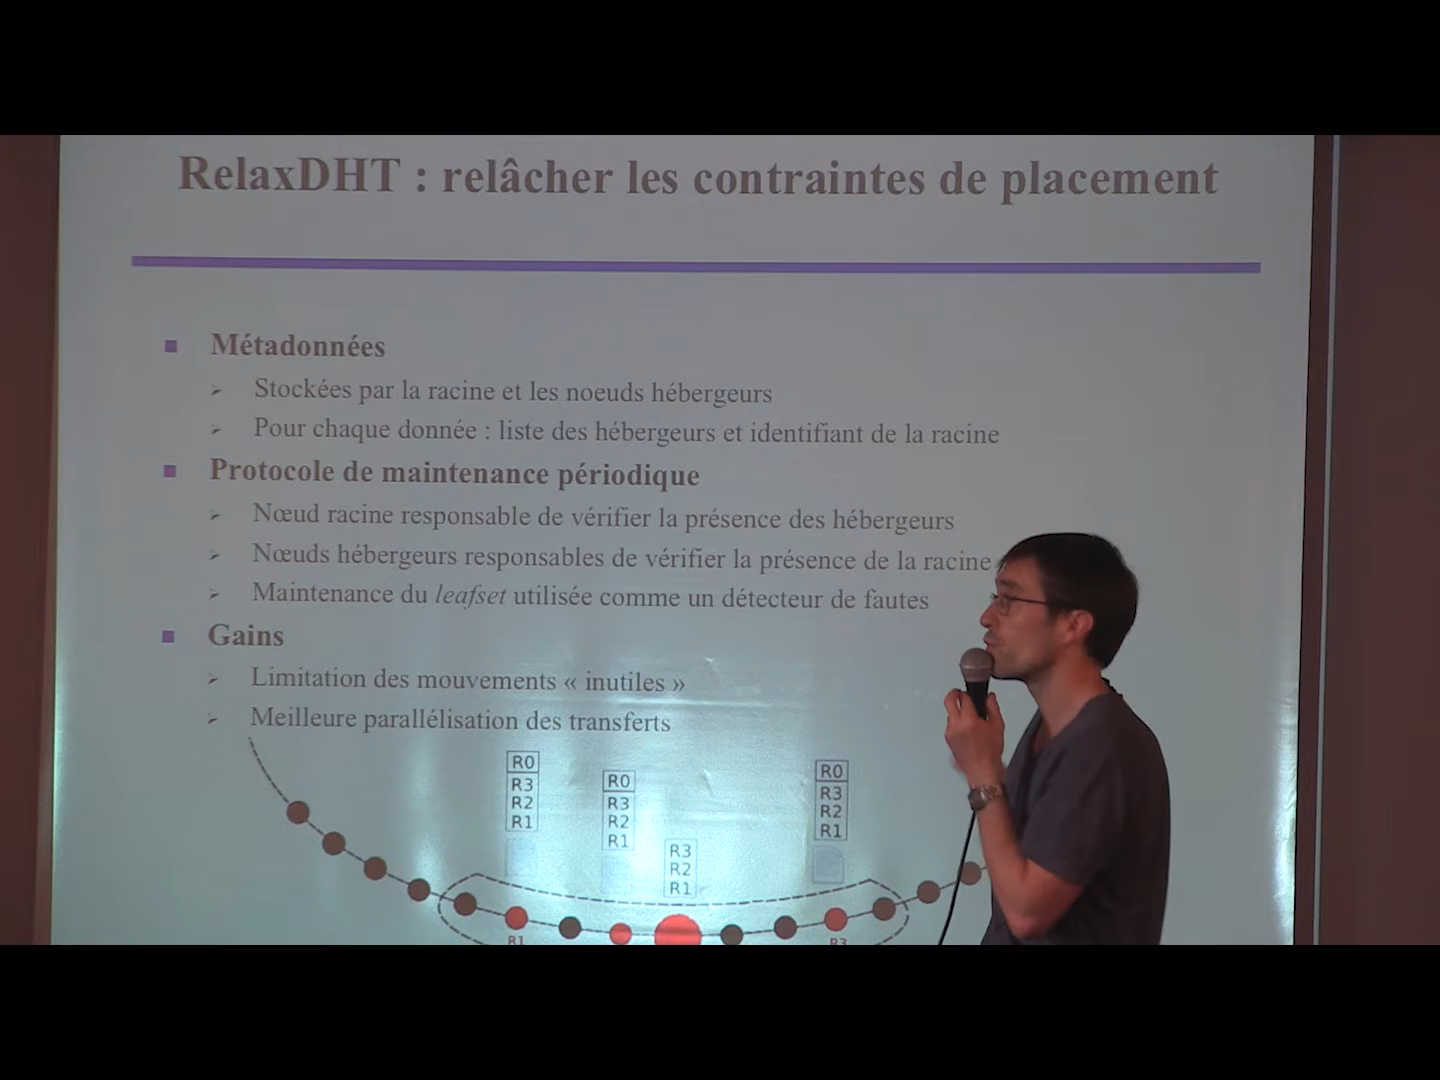 RelaxDHT : relâcher les contraintes de placement
Métadonnées
Stockées par la racine et les noeuds hébergeurs
Pour chaque donnée : liste des hébergeurs et identifiant de la racine
Protocole de maintenance périodique
Nœud racine responsable de vérifier la présence des hébergeurs
Nœuds hébergeurs responsables de vérifier la présence de la racine
Maintenance du leafset utilisée comme un détecteur de fautes
Gains
Limitation des mouvements « inutiles »
Meilleure parallélisation des transferts
R0
R3
R2
R1
R0
R3
R2
R1
R3
R2
R1
R0
R3
R2
R1
R1
R3